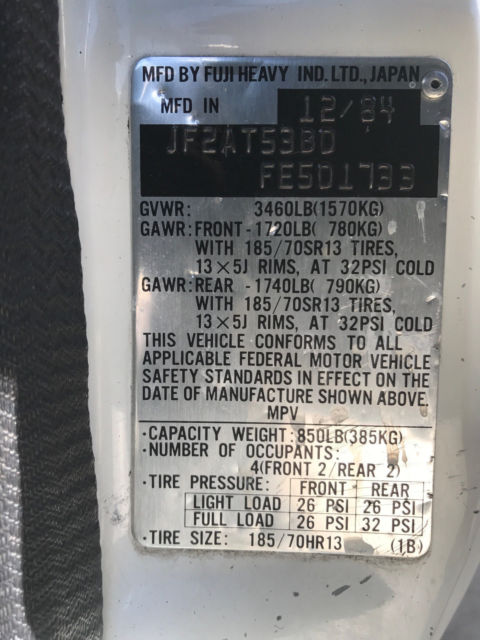 MFD BY FUJI HEAVY IND. LTD., JAPAN
MFD IN 12/84
JF2AT53BD
FE501733
GVWR: 3460LB(1570KG)
GAWR:FRONT-1720LB( 780KG)
WITH 185/70SR13 TIRES,
13×5J RIMS, AT 32PSI COLD
GAWR:REAR -1740LB( 790KG)
WITH 185/70SR13 TIRES,
13×5J RIMS, AT 32PSI COLD
THIS VEHICLE CONFORMS TO ALL
APPLICABLE FEDERAL MOTOR VEHICLE
SAFETY STANDARDS IN EFFECT ON THE
DATE OF MANUFACTURE SHOWN ABOVE.
MPV
·CAPACITY WEIGHT:850LB(385KG)
·NUMBER OF OCCUPANTS:
4(FRONT 2/REAR 2)
·TIRE PRESSURE: FRONT REAR
LIGHT LOAD 26 PSI 26 PSI
FULL LOAD 26 PSI 32 PSI
·TIRE SIZE: 185/70HR13 (1B)